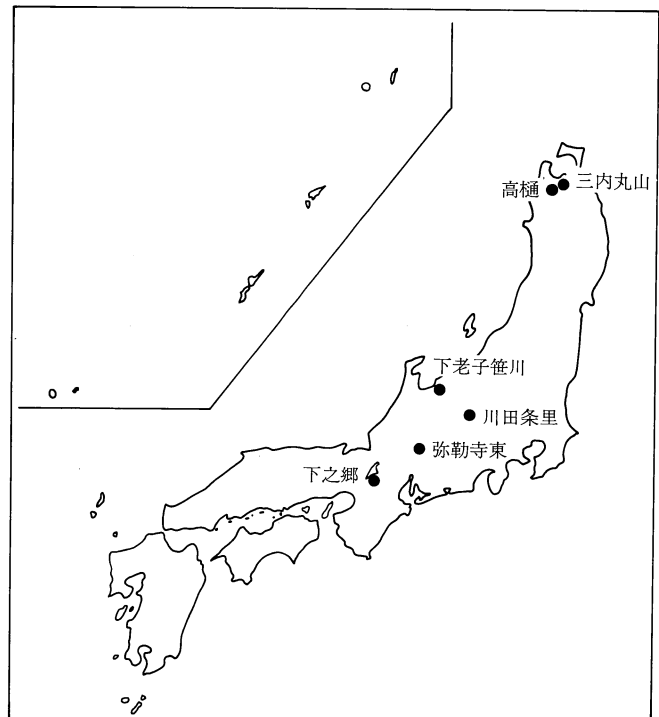 三内丸山
高樋
下老子笹川
川田条里
弥勒寺東
下之郷